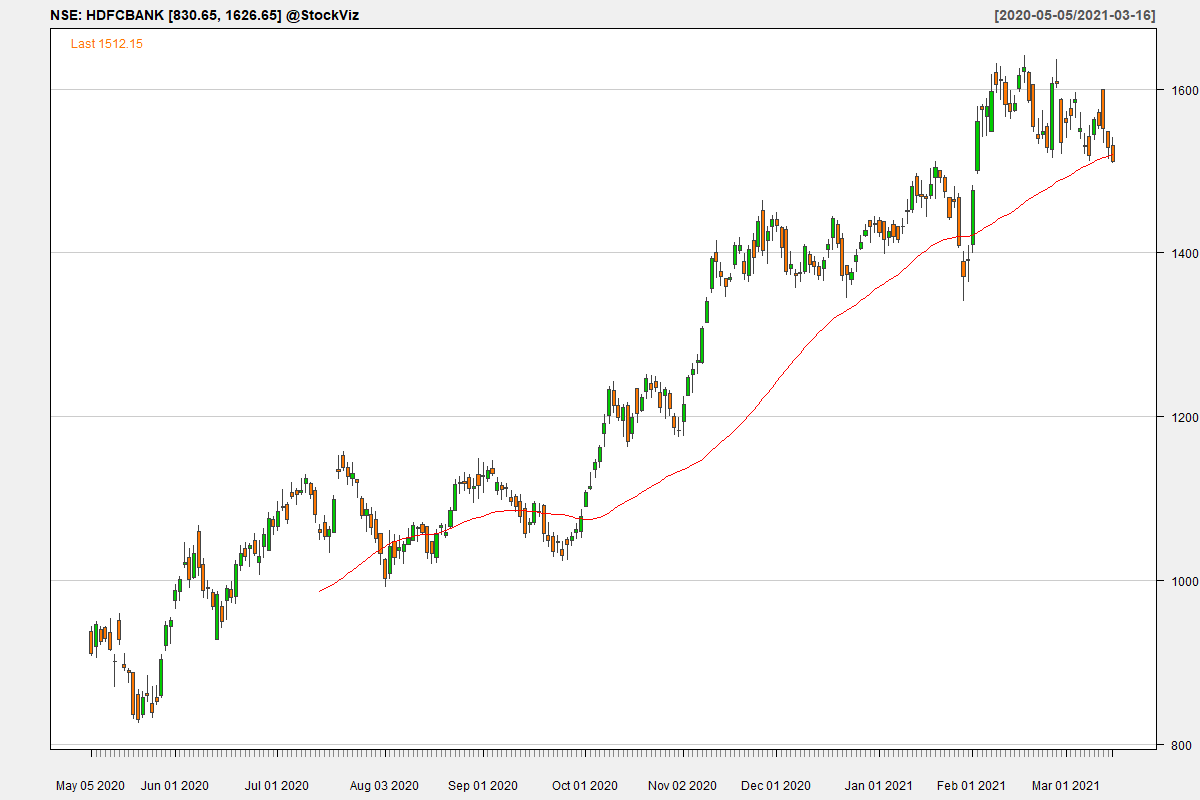 NSE: HDFCBANK [830.65, 1626.65] @StockViz [2020-05-05/2021-03-16]
Last 1512.15
1600
1400
1200
1000
800
May 05 2020 Jun 01 2020 Jul 01 2020 Aug 03 2020 Sep 01 2020 Oct 01 2020 Nov 02 2020 Dec 01 2020 Jan 01 2021 Feb 01 2021 Mar 01 2021